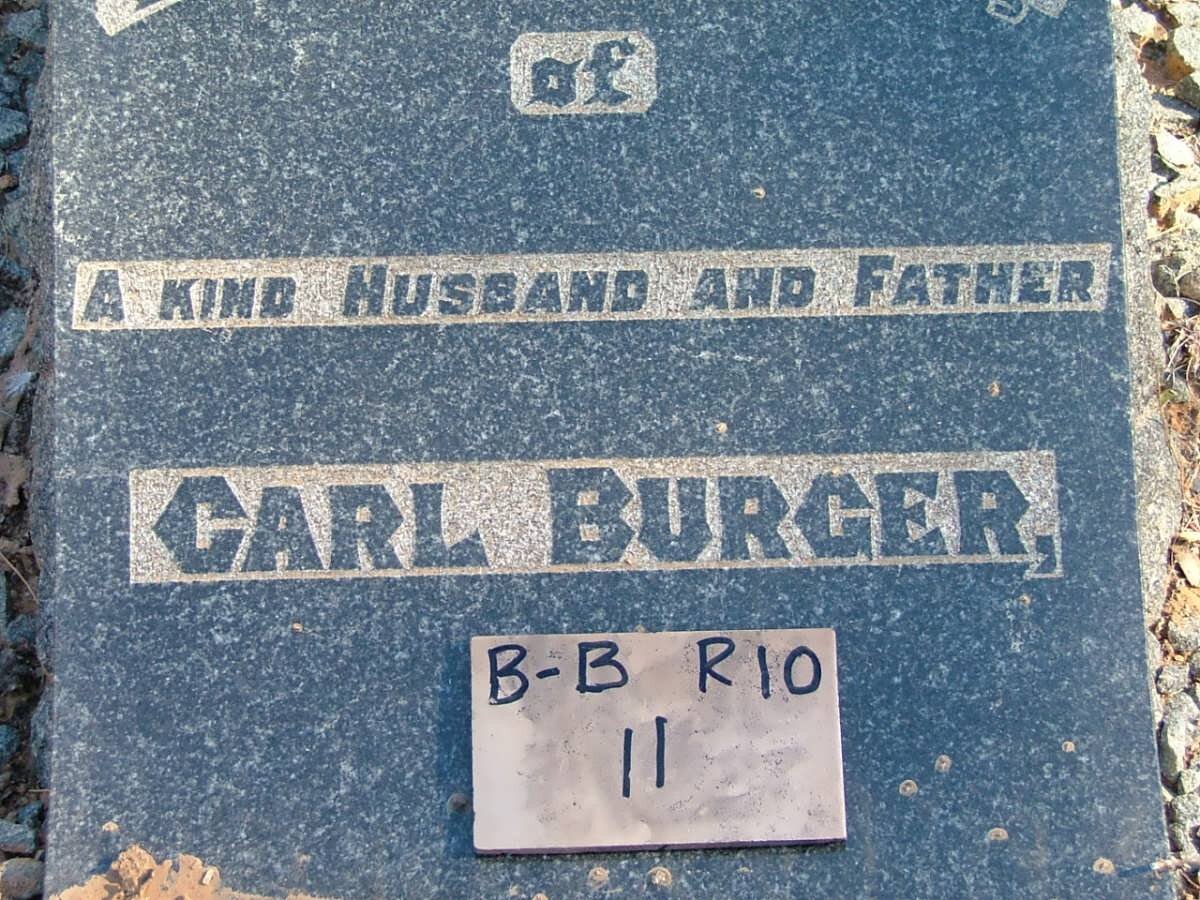 of
A KIND HUSBAND AND FATHER
CARL BURGER,
B-B R10
11